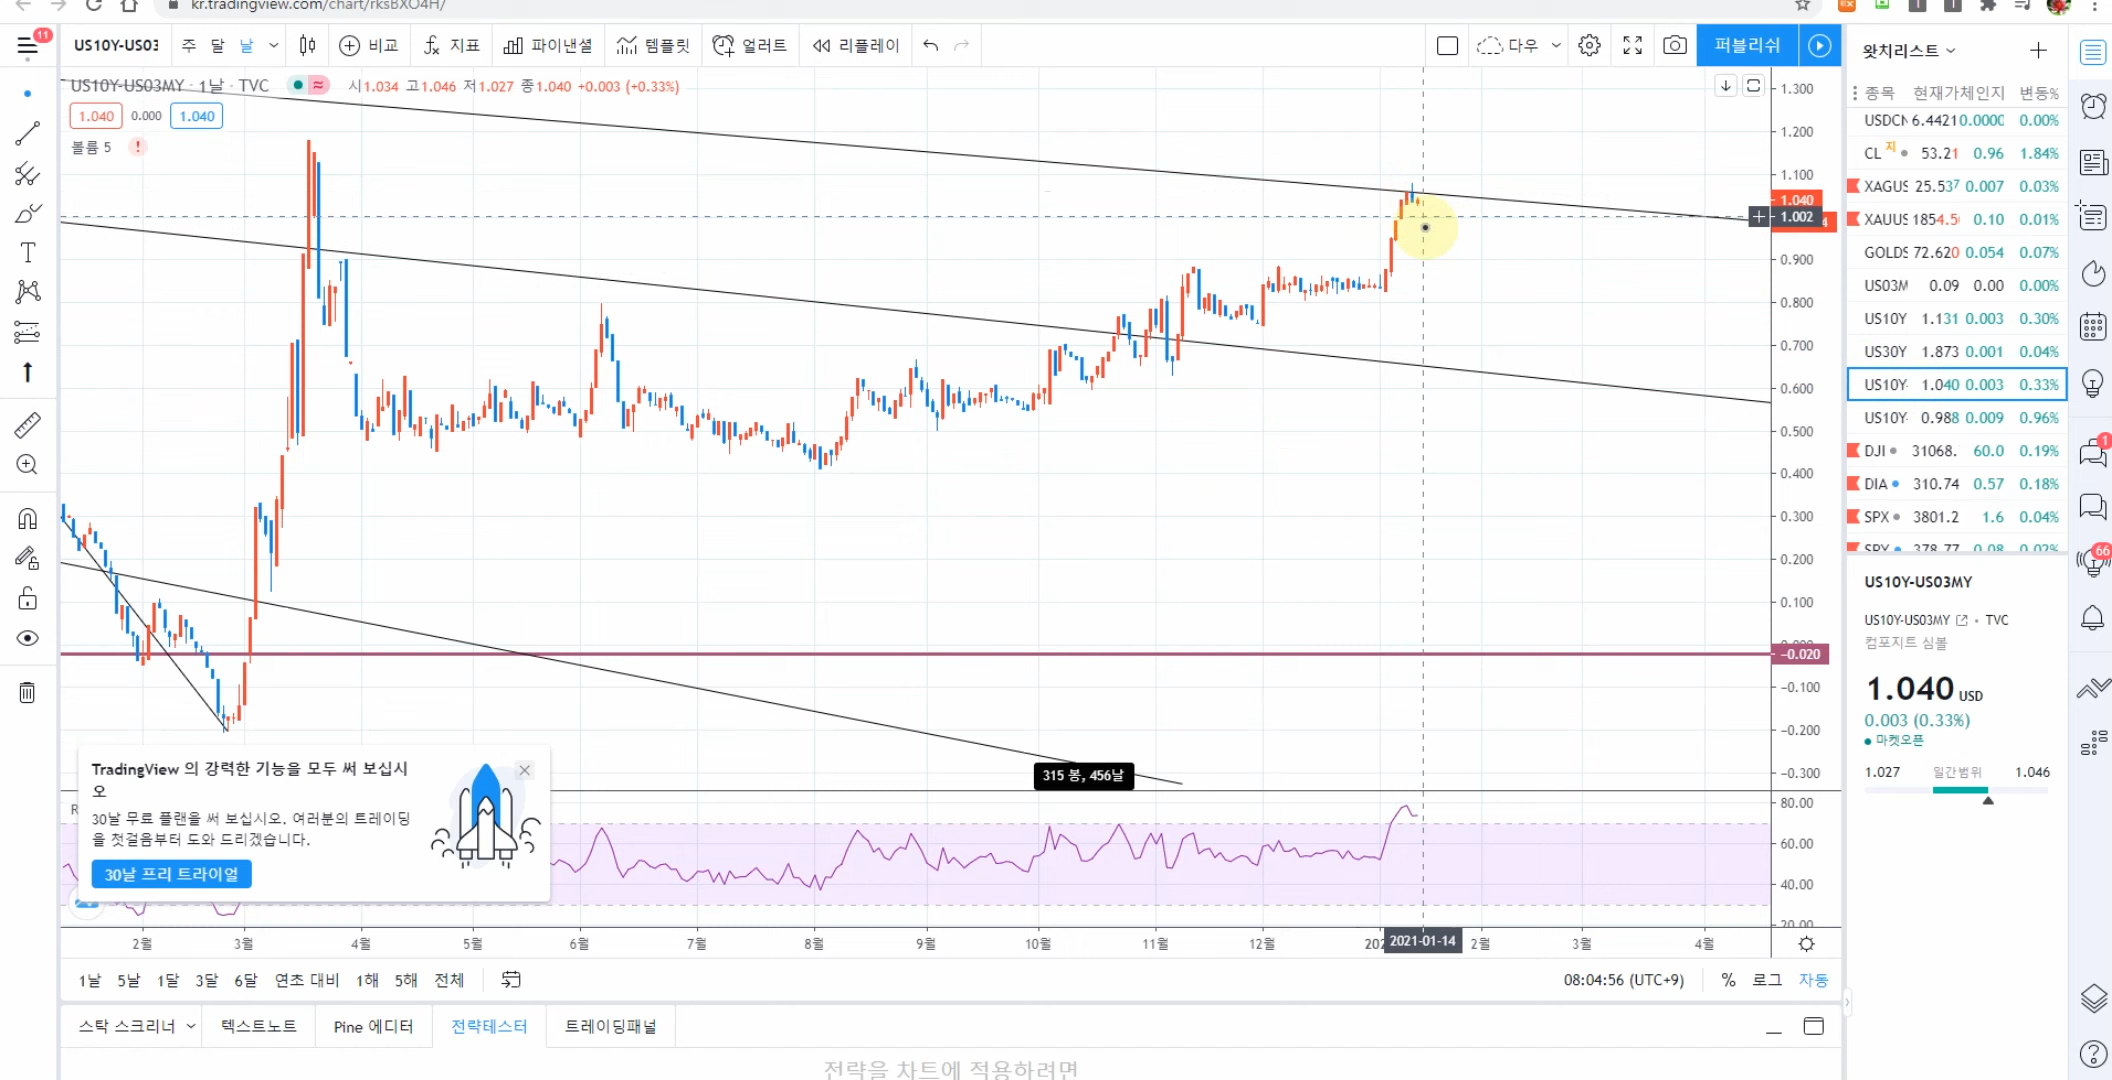 kr.tradingview.com/chart/rksBXO4H/
11
US10Y-US03
주 달 날
비교
지표
파이낸셜
템플릿
얼러트
리플레이
다우
퍼블리쉬
US10Y-US03MY · 1날 · TVC
시1.034 고1.046 저1.027 종1.040 +0.003 (+0.33%)
1.040 0.000 1.040
볼륨 5 !
1.300
1.200
1.100
1.040
1.002
0.900
0.800
0.700
0.600
0.500
0.400
0.300
0.200
0.100
-0.020
-0.100
-0.200
-0.300
315 봉, 456날
TradingView 의 강력한 기능을 모두 써 보십시
오
30날 무료 플랜을 써 보십시오. 여러분의 트레이딩
을 첫걸음부터 도와 드리겠습니다.
30날 프리 트라이얼
80.00
60.00
40.00
20.00
2월 3월 4월 5월 6월 7월 8월 9월 10월 11월 12월 202 2021-01-14 2월 3월 4월
1날 5날 1달 3달 6달 연초 대비 1해 5해 전체
08:04:56 (UTC+9) % 로그 자동
스탁 스크리너 텍스트노트 Pine 에디터 전략테스터 트레이딩패널
전략을 차트에 적용하려면
왓치리스트
종목 현재가 체인지 변동%
USDCN 6.4421 0.0000 0.00%
CL 지 53.21 0.96 1.84%
XAGUS 25.537 0.007 0.03%
XAUUS 1854.5 0.10 0.01%
GOLDS 72.620 0.054 0.07%
US03M 0.09 0.00 0.00%
US10Y 1.131 0.003 0.30%
US30Y 1.873 0.001 0.04%
US10Y- 1.040 0.003 0.33%
US10Y- 0.988 0.009 0.96%
DJI 31068. 60.0 0.19%
DIA 310.74 0.57 0.18%
SPX 3801.2 1.6 0.04%
SPY 378.77 0.08 0.02%
US10Y-US03MY
US10Y-US03MY • TVC
컴포지트 심볼
1.040 USD
0.003 (0.33%)
마켓오픈
1.027 일간범위 1.046
1
66